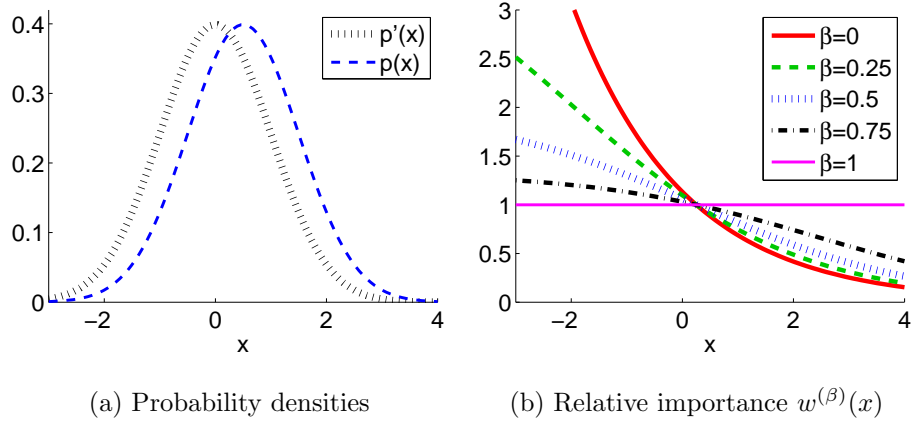 0.4
0.3
0.2
0.1
0
−2
0
2
4
x
p'(x)
p(x)
(a) Probability densities
3
2.5
2
1.5
1
0.5
0
−2
0
2
4
x
β=0
β=0.25
β=0.5
β=0.75
β=1
(b) Relative importance w^(β)(x)